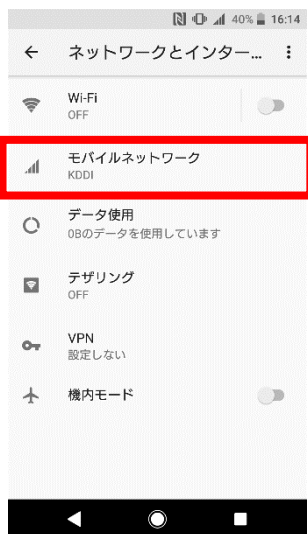 40% 16:14
ネットワークとインター...
Wi-Fi
OFF
モバイルネットワーク
KDDI
データ使用
0Bのデータを使用しています
テザリング
OFF
VPN
設定しない
機内モード